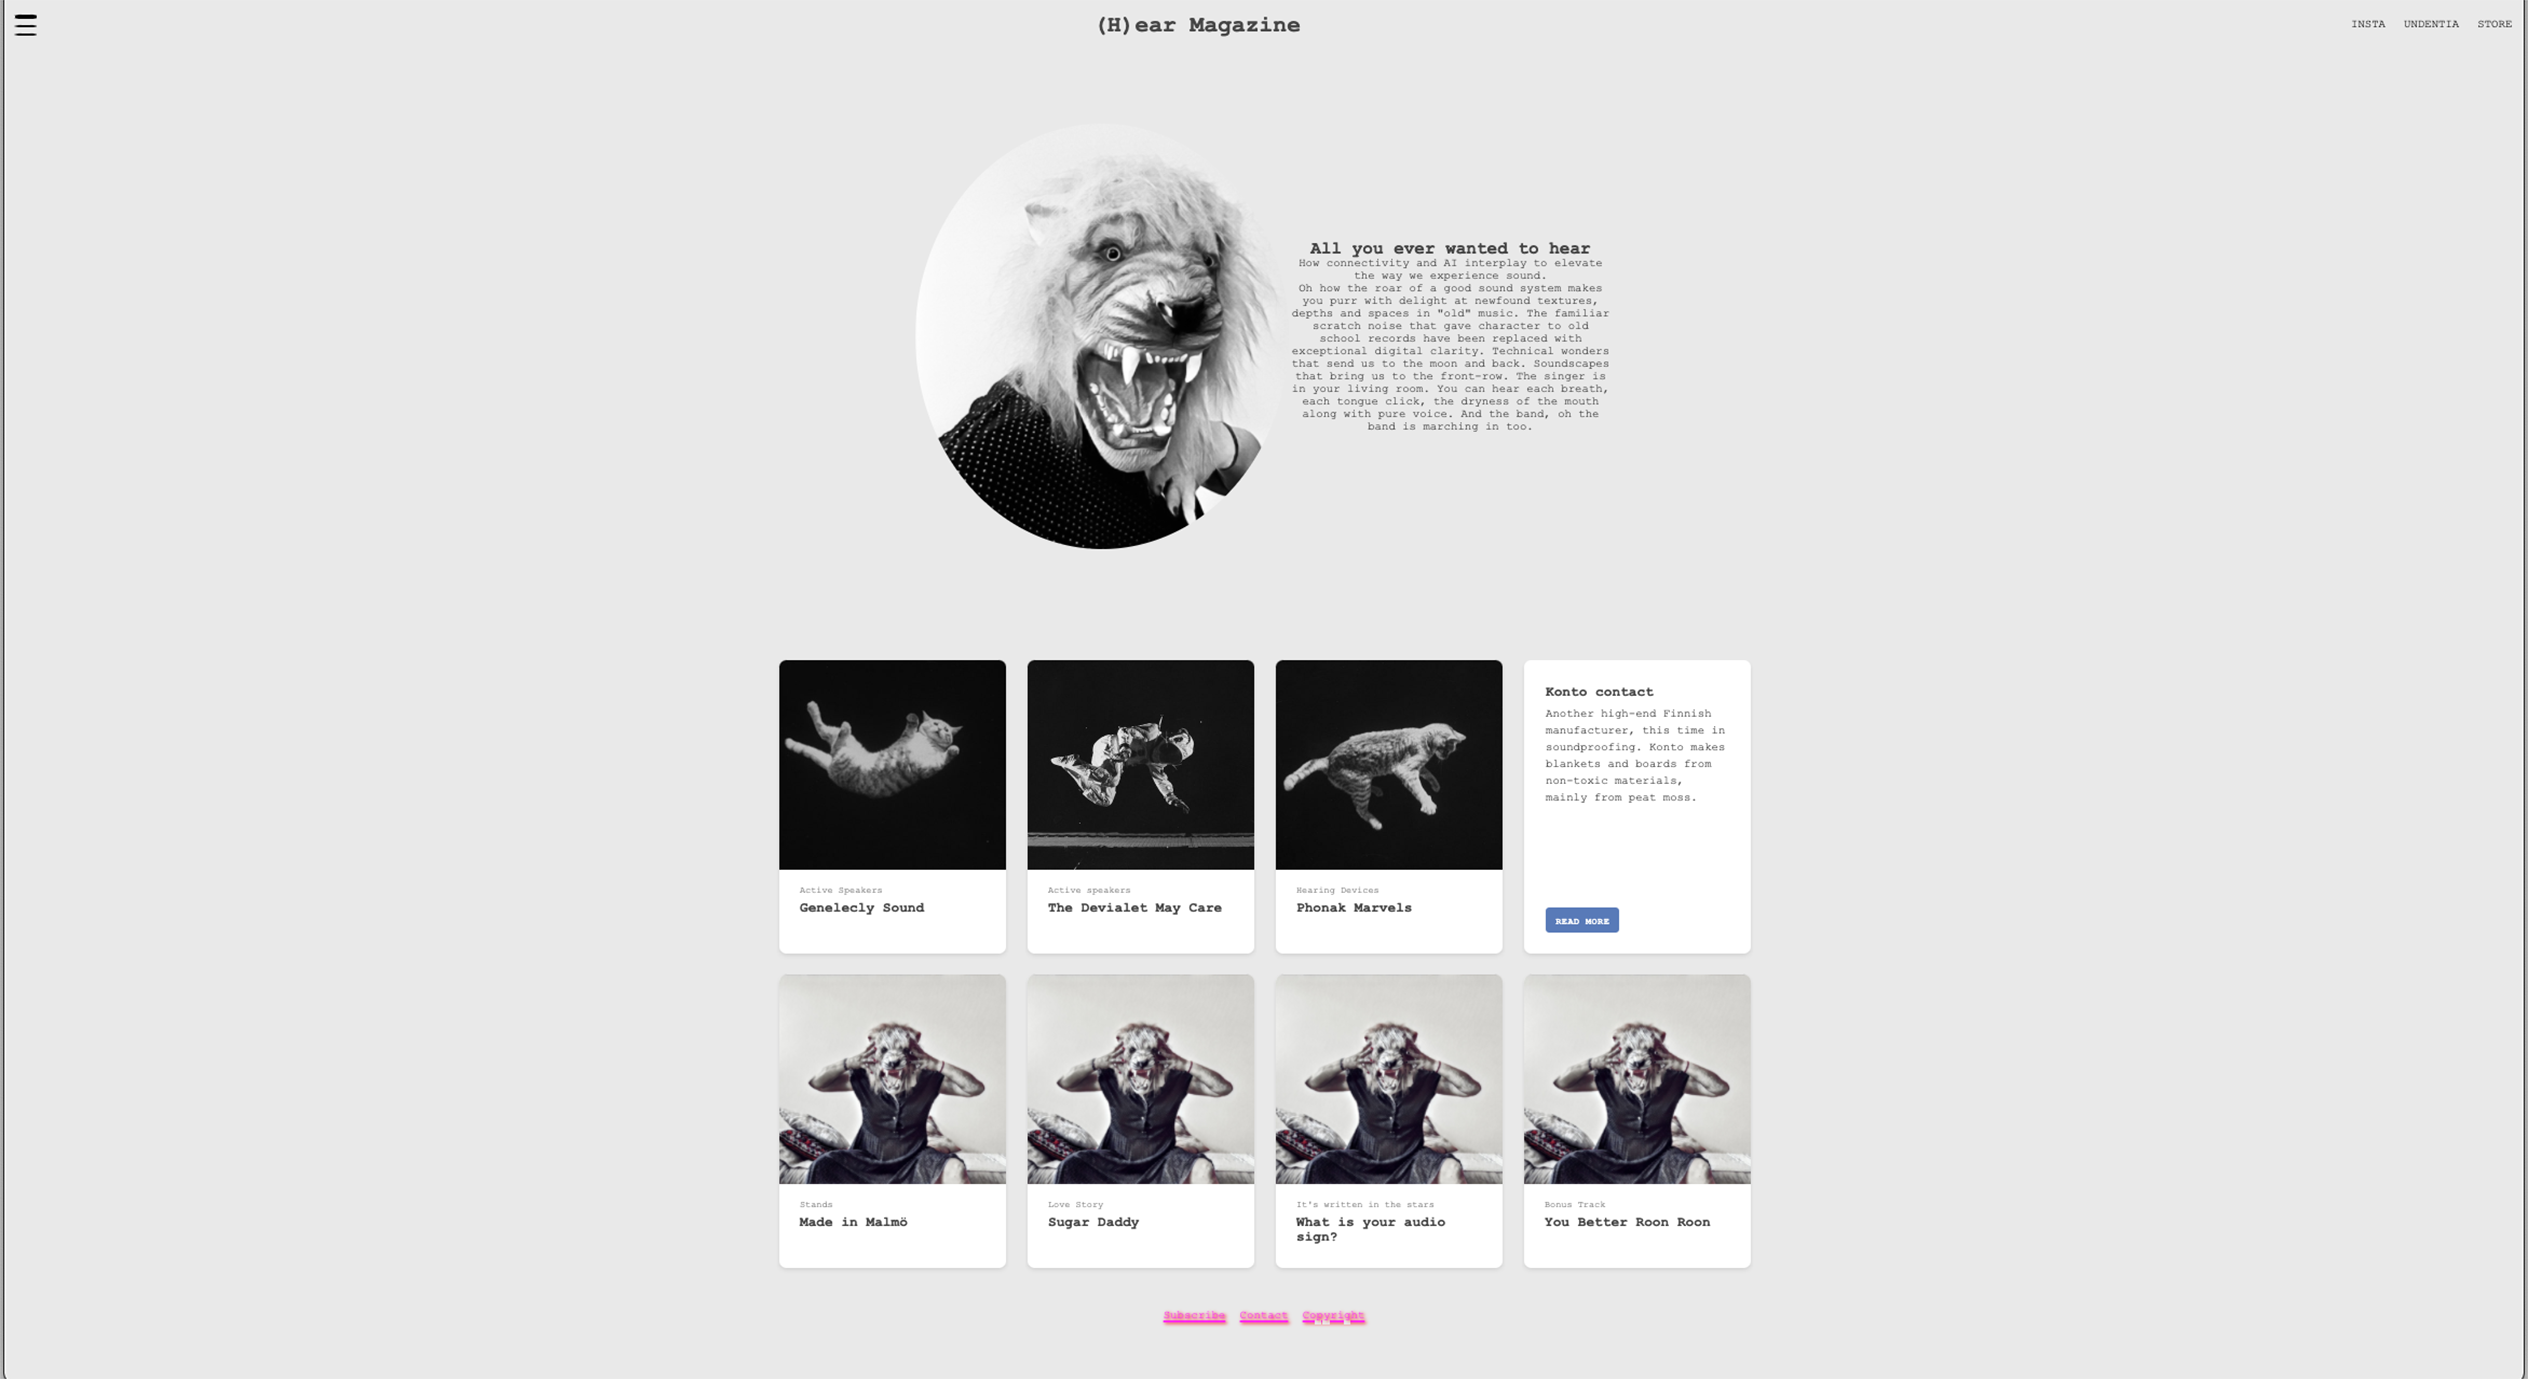 (H)ear Magazine
INSTA UNDENTIA STORE
All you ever wanted to hear
How connectivity and AI interplay to elevate
the way we experience sound.
Oh how the roar of a good sound system makes
you purr with delight at newfound textures,
depths and spaces in "old" music. The familiar
scratch noise that gave character to old
school records have been replaced with
exceptional digital clarity. Technical wonders
that send us to the moon and back. Soundscapes
that bring us to the front-row. The singer is
in your living room. You can hear each breath,
each tongue click, the dryness of the mouth
along with pure voice. And the band, oh the
band is marching in too.
Active Speakers
Genelecly Sound
Active speakers
The Devialet May Care
Hearing Devices
Phonak Marvels
Konto contact
Another high-end Finnish
manufacturer, this time in
soundproofing. Konto makes
blankets and boards from
non-toxic materials,
mainly from peat moss.
READ MORE
Stands
Made in Malmö
Love Story
Sugar Daddy
It's written in the stars
What is your audio
sign?
Bonus Track
You Better Roon Roon
Subscribe Contact Copyright